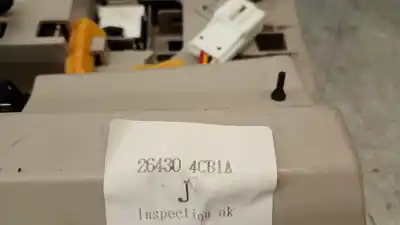 26430 4CB1A
J
Inspection ok